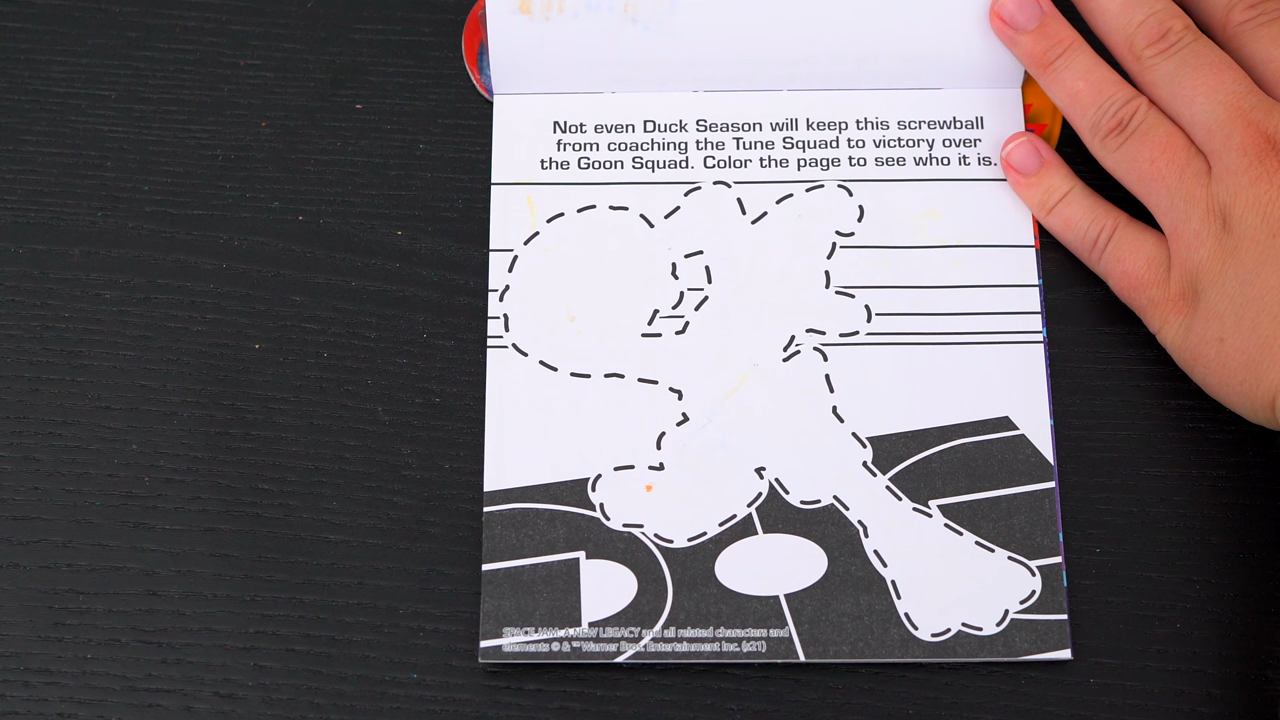 Not even Duck Season will keep this screwball
from coaching the Tune Squad to victory over
the Goon Squad. Color the page to see who it is.
SPACE JAM: A NEW LEGACY and all related characters and
elements © & ™ Warner Bros. Entertainment Inc. (s21)